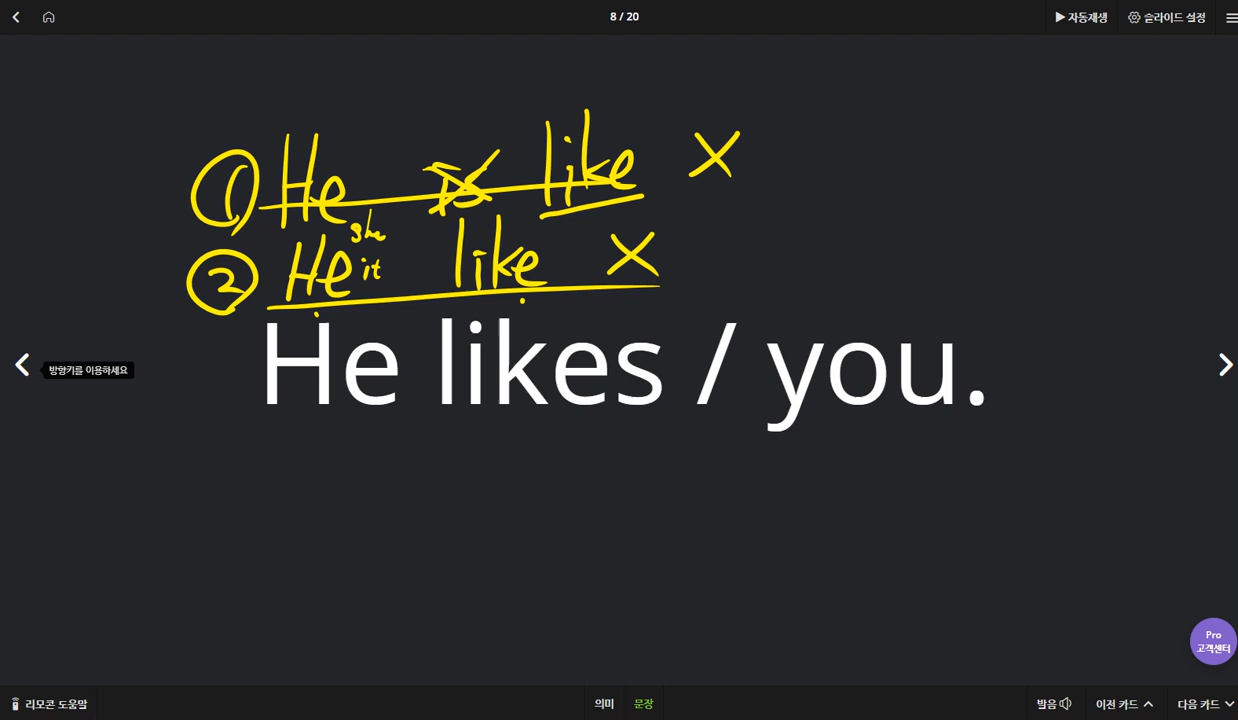 8 / 20
▶ 자동재생
슬라이드 설정
① He is like X
she
② He it like X
He likes / you.
방향키를 이용하세요
Pro
고객센터
리모콘 도움말
의미
문장
발음
이전 카드
다음 카드